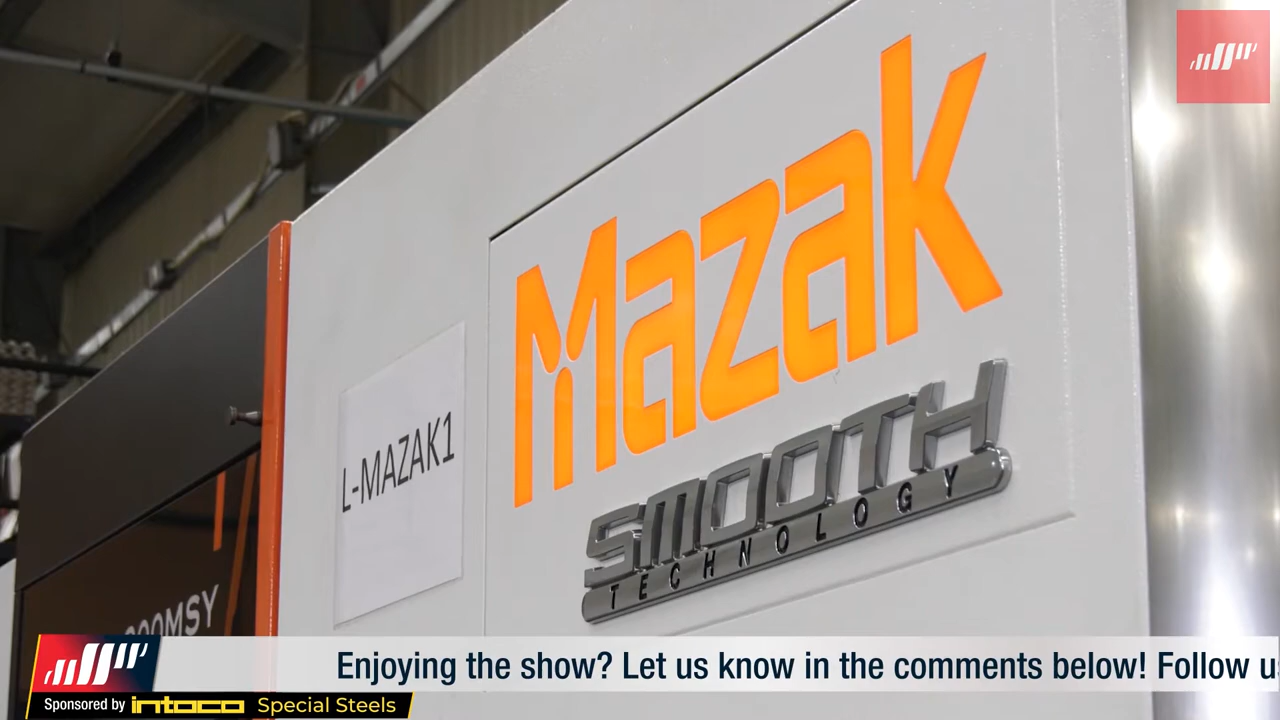 Mazak
SMOOTH
TECHNOLOGY
L-MAZAK1
Enjoying the show? Let us know in the comments below! Follow u
Sponsored by intoco Special Steels